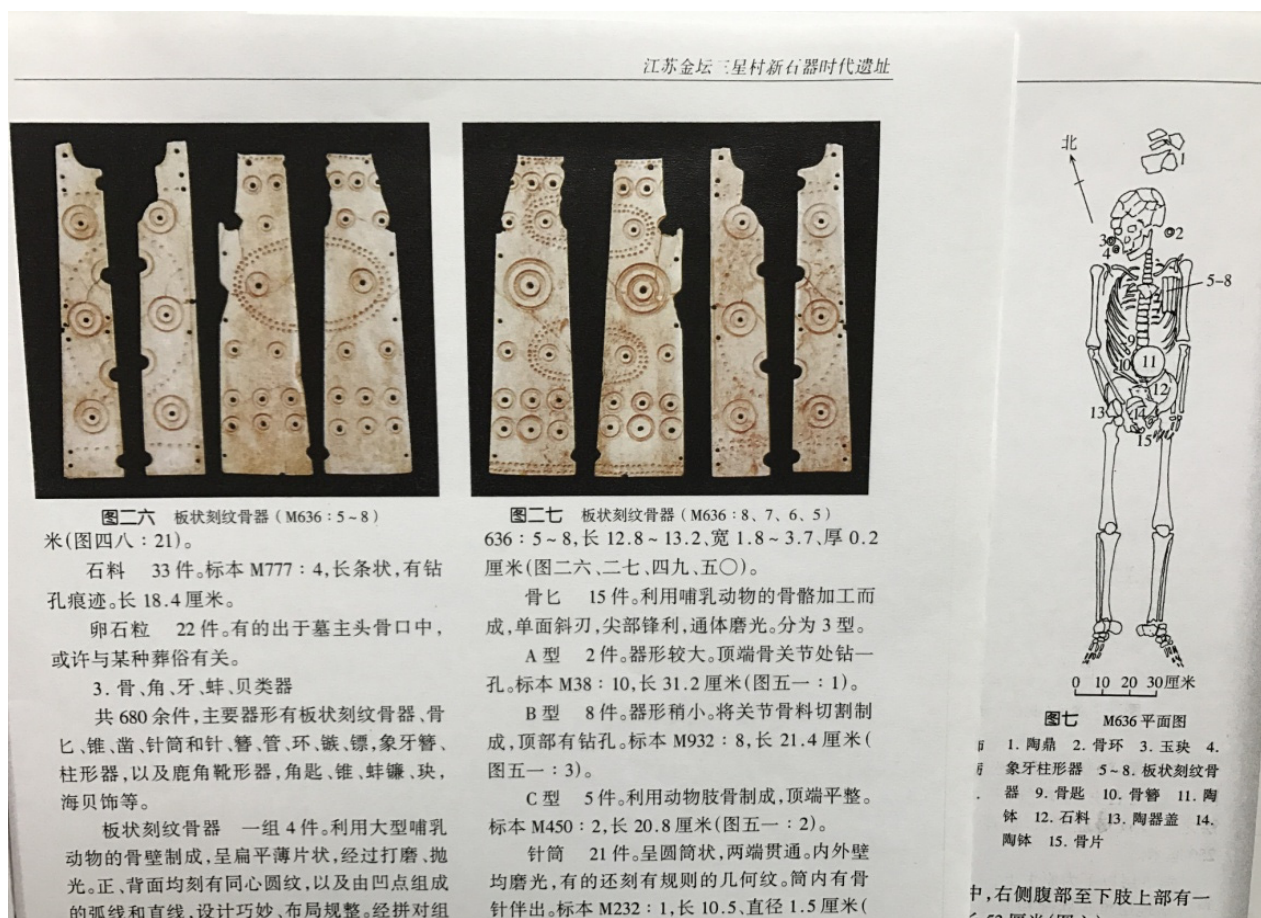 江苏金坛三星村新石器时代遗址
图二六 板状刻纹骨器(M636:5~8)
米(图四八:21)。
石料 33件。标本M777:4,长条状,有钻
孔痕迹。长18.4厘米。
卵石粒 22件。有的出于墓主头骨口中,
或许与某种葬俗有关。
3.骨、角、牙、蚌、贝类器
共680余件,主要器形有板状刻纹骨器、骨
匕、锥、凿、针筒和针、簪、管、环、镞、镖,象牙簪、
柱形器,以及鹿角靴形器,角匙、锥、蚌镰、玦,
海贝饰等。
板状刻纹骨器 一组4件。利用大型哺乳
动物的骨壁制成,呈扁平薄片状,经过打磨、抛
光。正、背面均刻有同心圆纹,以及由凹点组成
的弧线和直线,设计巧妙、布局规整。经拼对组
图二七 板状刻纹骨器(M636:8、7、6、5)
636:5~8,长12.8~13.2、宽1.8~3.7、厚0.2
厘米(图二六、二七、四九、五〇)。
骨匕 15件。利用哺乳动物的骨骼加工而
成,单面斜刃,尖部锋利,通体磨光。分为3型。
A型 2件。器形较大。顶端骨关节处钻一
孔。标本M38:10,长31.2厘米(图五一:1)。
B型 8件。器形稍小。将关节骨料切割制
成,顶部有钻孔。标本M932:8,长21.4厘米(
图五一:3)。
C型 5件。利用动物肢骨制成,顶端平整。
标本M450:2,长20.8厘米(图五一:2)。
针筒 21件。呈圆筒状,两端贯通。内外壁
均磨光,有的还刻有规则的几何纹。筒内有骨
针伴出。标本M232:1,长10.5、直径1.5厘米(
北
1
2
3
4
5-8
9
10
11
12
13
14
15
0 10 20 30厘米
图七 M636平面图
1.陶鼎 2.骨环 3.玉玦 4.
象牙柱形器 5~8.板状刻纹骨
器 9.骨匙 10.骨簪 11.陶
钵 12.石料 13.陶器盖 14.
陶钵 15.骨片
中,右侧腹部至下肢上部有一